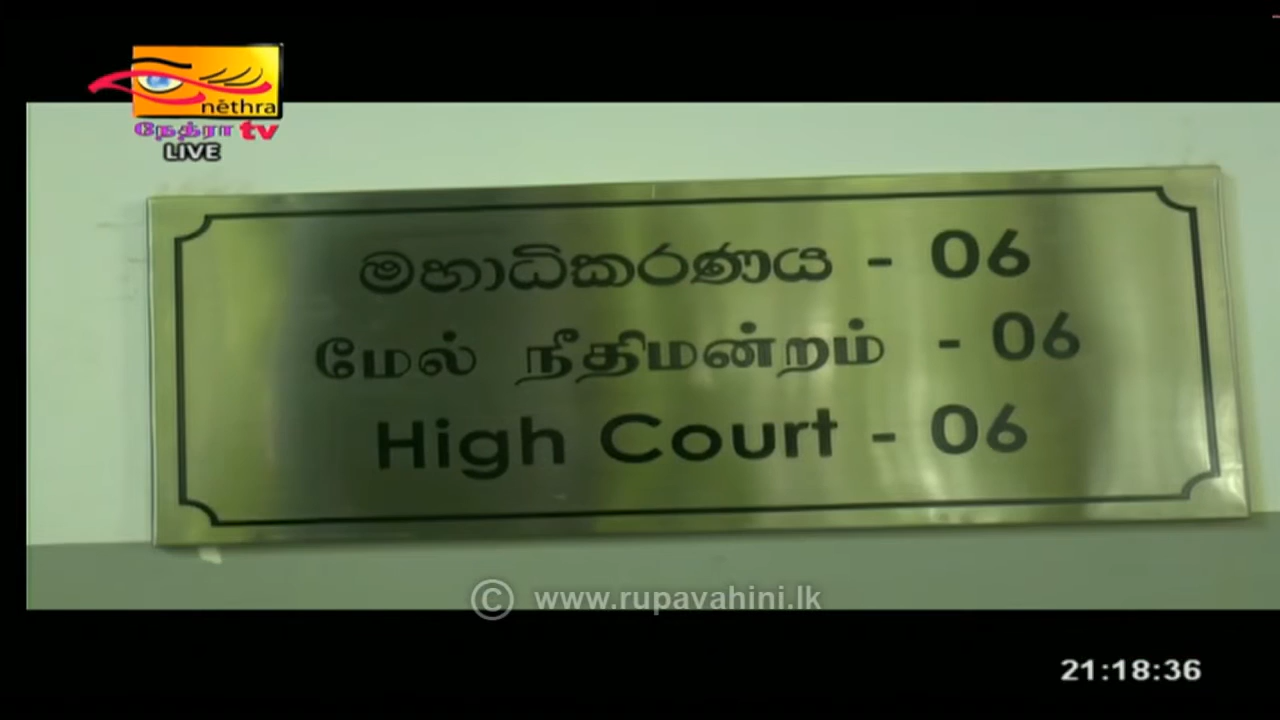 nēthra
நேத்ரா tv
LIVE
මහාධිකරණය - 06
மேல் நீதிமன்றம் - 06
High Court - 06
© www.rupavahini.lk
21:18:36